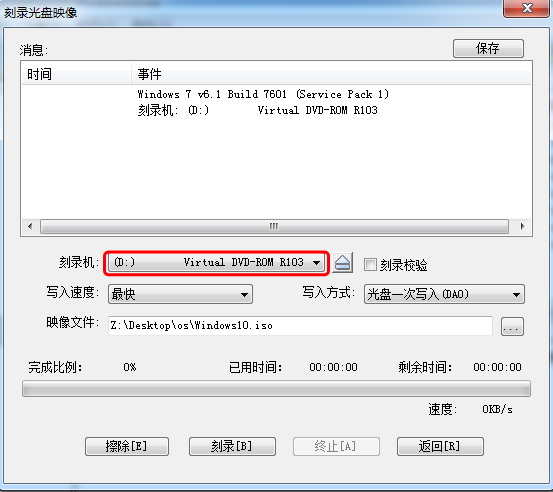 刻录光盘映像
消息:
保存
时间 事件
Windows 7 v6.1 Build 7601 (Service Pack 1)
刻录机: (D:) Virtual DVD-ROM R103
刻录机: (D:) Virtual DVD-ROM R103 刻录校验
写入速度: 最快 写入方式: 光盘一次写入(DAO)
映像文件: Z:\Desktop\os\Windows10.iso ...
完成比例: 0% 已用时间: 00:00:00 剩余时间: 00:00:00
速度: 0KB/s
擦除[E] 刻录[B] 终止[A] 返回[R]